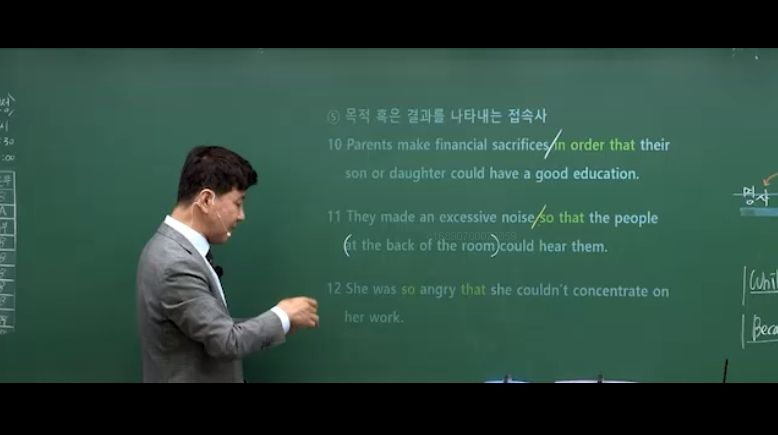 ⑤ 목적 혹은 결과를 나타내는 접속사
10 Parents make financial sacrifices in order that their
son or daughter could have a good education.
11 They made an excessive noise so that the people
at the back of the room could hear them.
12 She was so angry that she couldn't concentrate on
her work.
명사